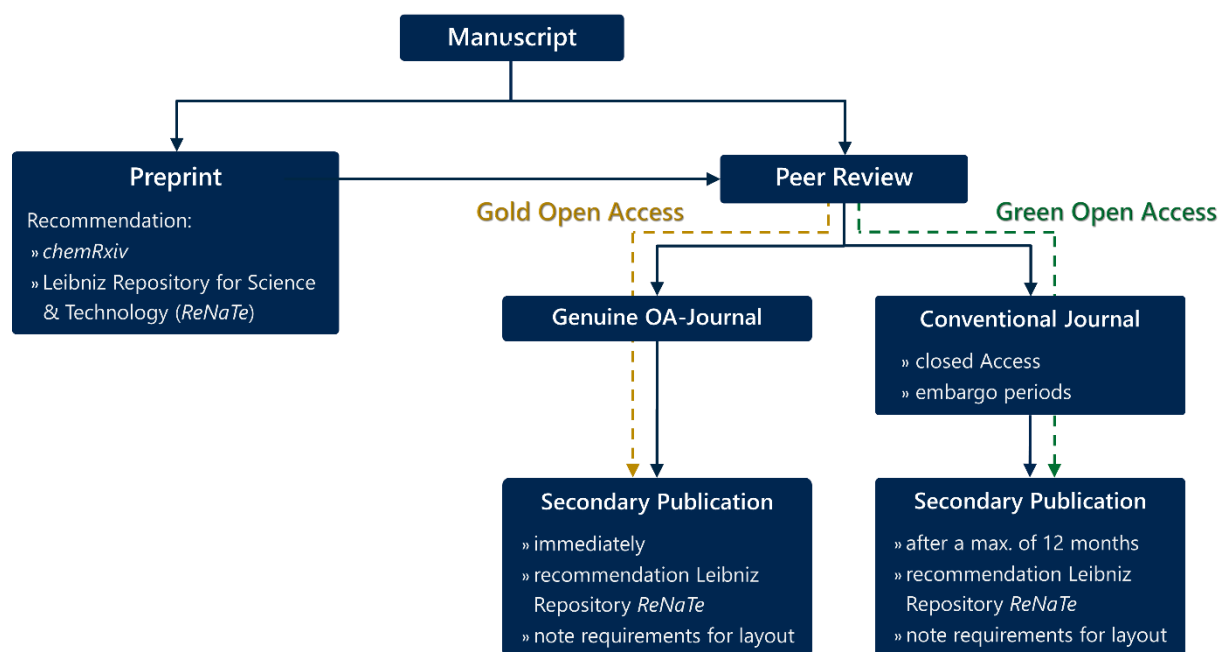 Manuscript
Preprint
Recommendation:
» chemRxiv
» Leibniz Repository for Science
& Technology (ReNaTe)
Peer Review
Gold Open Access
Green Open Access
Genuine OA-Journal
Conventional Journal
» closed Access
» embargo periods
Secondary Publication
» immediately
» recommendation Leibniz
Repository ReNaTe
» note requirements for layout
Secondary Publication
» after a max. of 12 months
» recommendation Leibniz
Repository ReNaTe
» note requirements for layout